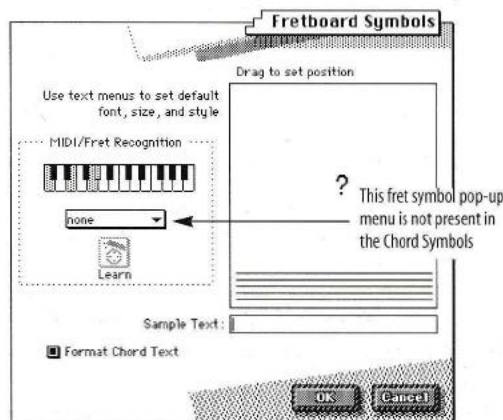 Fretboard Symbols
Drag to set position
Use text menus to set default
font, size, and style
MIDI/Fret Recognition
none
Learn
?
This fret symbol pop-up
menu is not present in
the Chord Symbols
Sample Text:
Format Chord Text
OK
Cancel